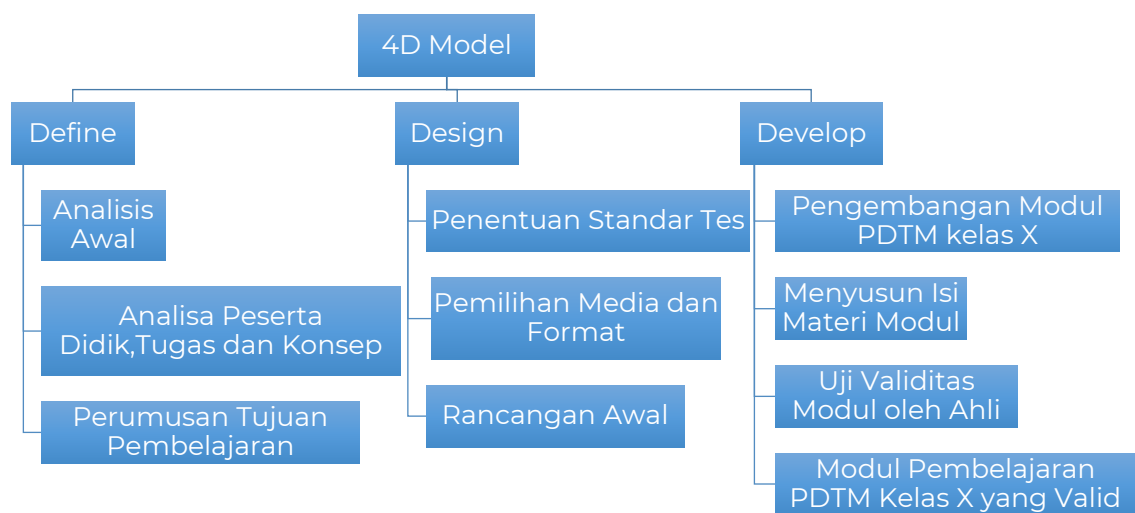 4D Model
Define
Analisis
Awal
Analisa Peserta
Didik,Tugas dan Konsep
Perumusan Tujuan
Pembelajaran
Design
Penentuan Standar Tes
Pemilihan Media dan
Format
Rancangan Awal
Develop
Pengembangan Modul
PDTM kelas X
Menyusun Isi
Materi Modul
Uji Validitas
Modul oleh Ahli
Modul Pembelajaran
PDTM Kelas X yang Valid